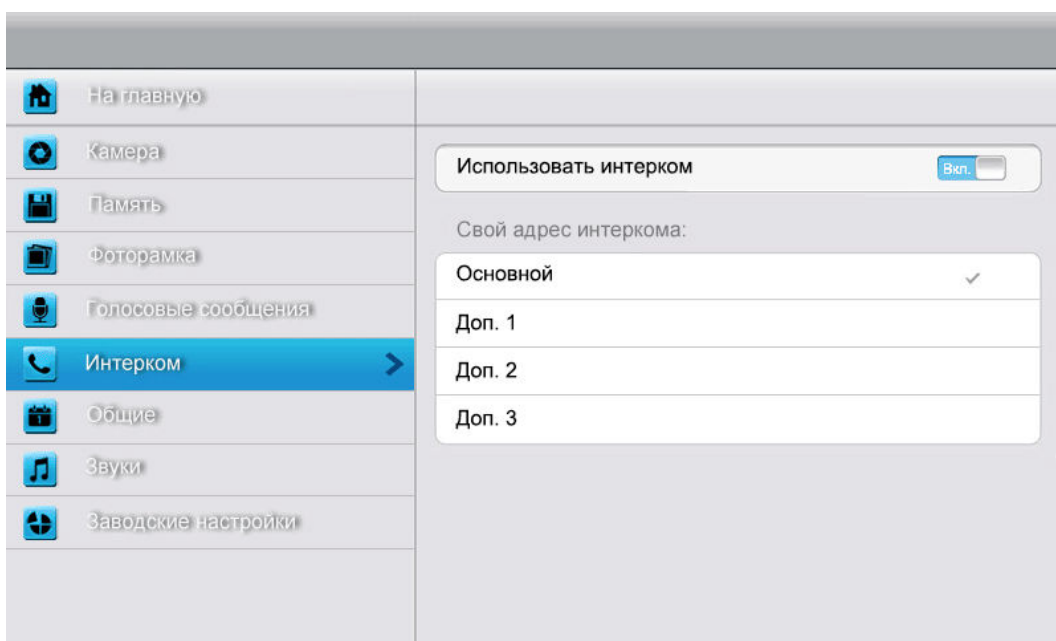 На главную
Камера
Память
Фоторамка
Голосовые сообщения
Интерком
Общие
1
Звуки
Заводские настройки
Использовать интерком
Вкл.
Свой адрес интеркома:
Основной
Доп. 1
Доп. 2
Доп. 3